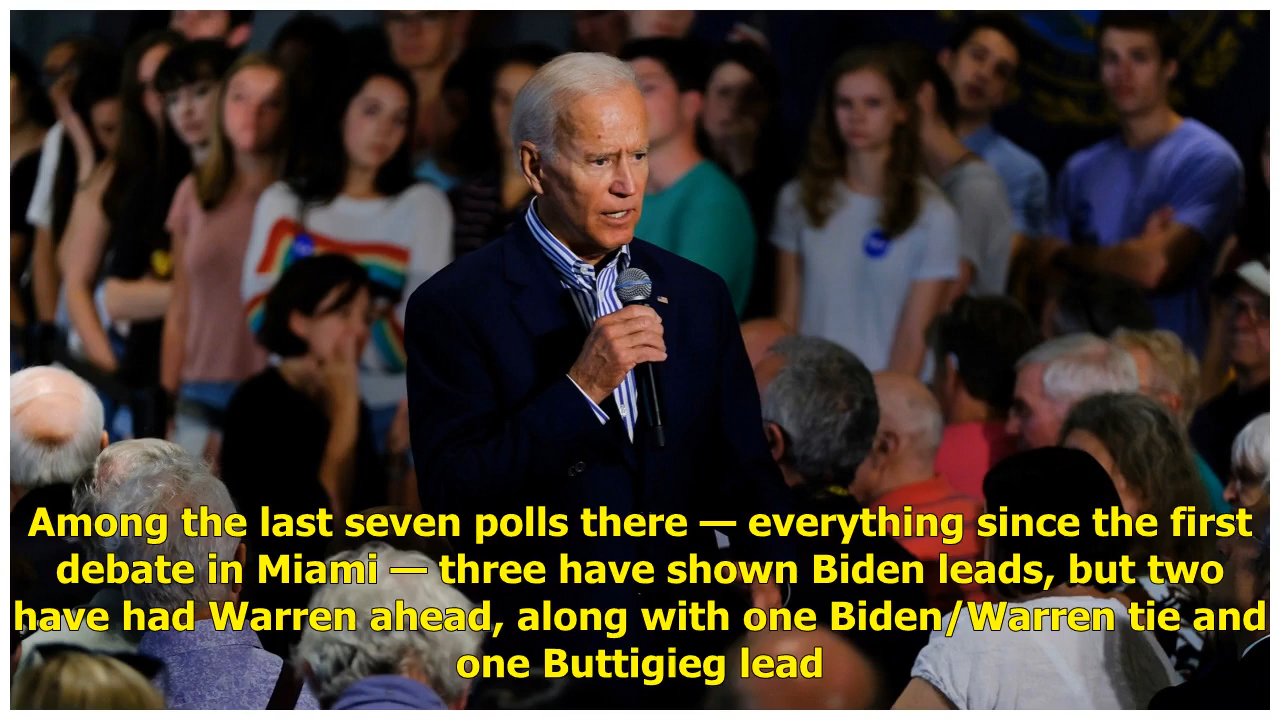 Among the last seven polls there — everything since the first
debate in Miami — three have shown Biden leads, but two
have had Warren ahead, along with one Biden/Warren tie and
one Buttigieg lead